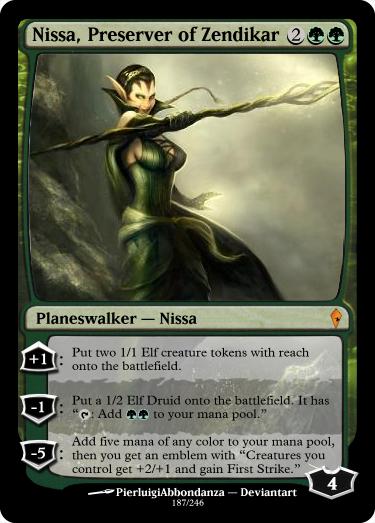 Nissa, Preserver of Zendikar 2
Planeswalker — Nissa
+1: Put two 1/1 Elf creature tokens with reach
onto the battlefield.
-1: Put a 1/2 Elf Druid onto the battlefield. It has
“: Add to your mana pool.”
-5: Add five mana of any color to your mana pool,
then you get an emblem with “Creatures you
control get +2/+1 and gain First Strike.”
4
PierluigiAbbondanza — Deviantart
187/246